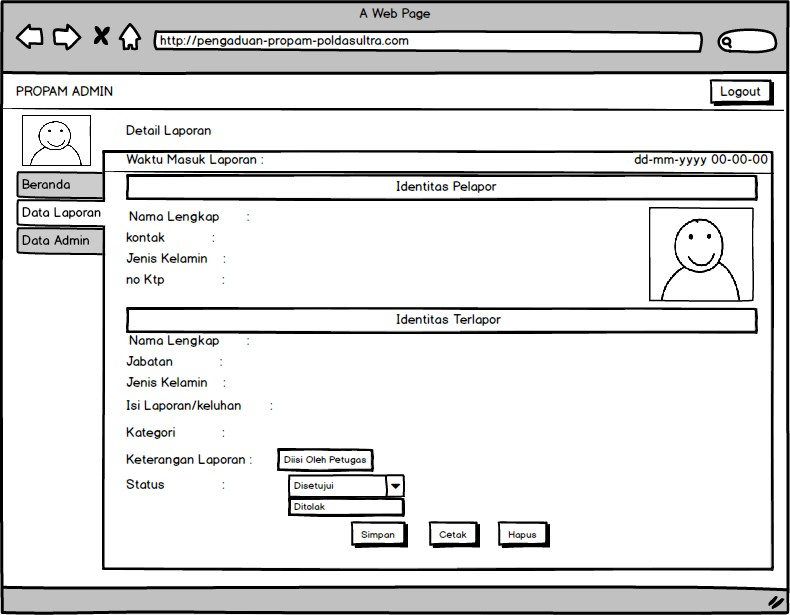 A Web Page
http://pengaduan-propam-poldasultra.com
PROPAM ADMIN
Logout
Detail Laporan
Waktu Masuk Laporan : dd-mm-yyyy 00-00-00
Beranda
Data Laporan
Data Admin
Identitas Pelapor
Nama Lengkap :
kontak :
Jenis Kelamin :
no Ktp :
Identitas Terlapor
Nama Lengkap :
Jabatan :
Jenis Kelamin :
Isi Laporan/keluhan :
Kategori :
Keterangan Laporan : Diisi Oleh Petugas
Status : Disetujui
Ditolak
Simpan Cetak Hapus